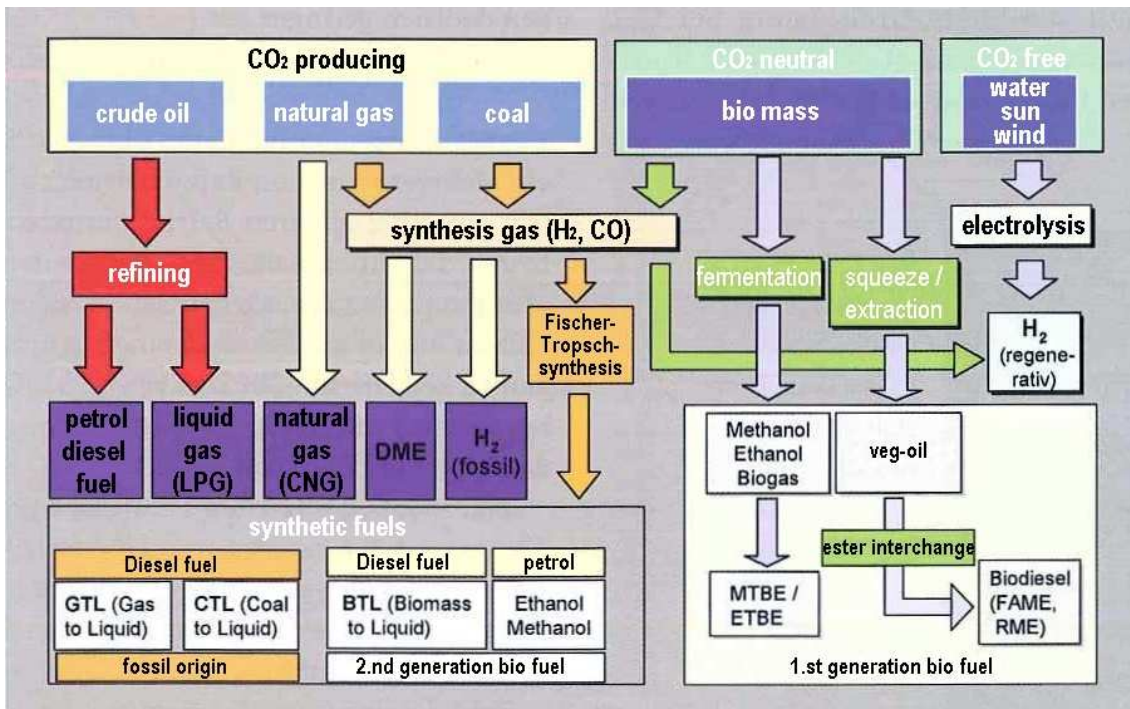 CO2 producing
CO2 neutral
CO2 free
crude oil
natural gas
coal
bio mass
water
sun
wind
synthesis gas (H2, CO)
electrolysis
refining
fermentation
squeeze /
extraction
Fischer-
Tropsch-
synthesis
H2
(regene-
rativ)
petrol
diesel
fuel
liquid
gas
(LPG)
natural
gas
(CNG)
DME
H2
(fossil)
Methanol
Ethanol
Biogas
veg-oil
synthetic fuels
ester interchange
Diesel fuel
Diesel fuel
petrol
GTL (Gas
to Liquid)
CTL (Coal
to Liquid)
BTL (Biomass
to Liquid)
Ethanol
Methanol
MTBE /
ETBE
Biodiesel
(FAME,
RME)
fossil origin
2.nd generation bio fuel
1.st generation bio fuel